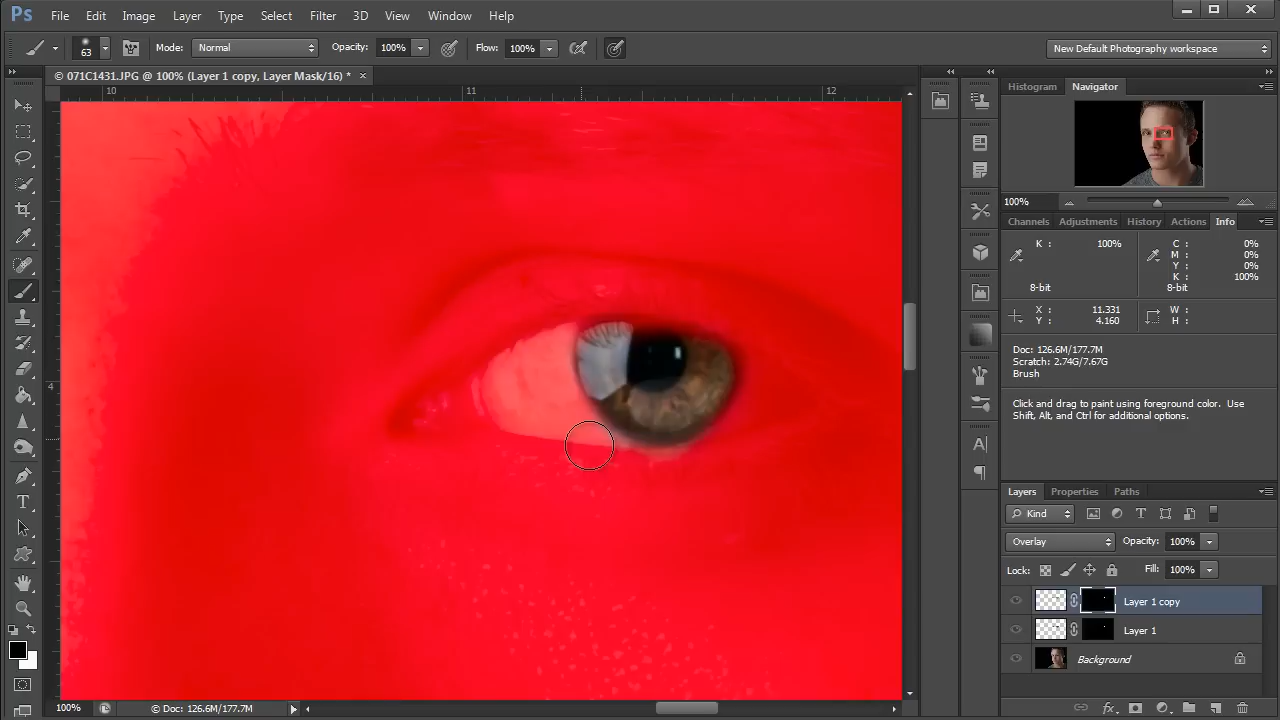 Ps File Edit Image Layer Type Select Filter 3D View Window Help
63 Mode: Normal Opacity: 100% Flow: 100% New Default Photography workspace
© 071C1431.JPG @ 100% (Layer 1 copy, Layer Mask/16) * ×
10 11 12
4
Histogram Navigator
100%
Channels Adjustments History Actions Info
K : 100% C : 0%
M : 0%
Y : 0%
K : 100%
8-bit 8-bit
X : 11.331 W :
Y : 4.160 H :
Doc: 126.6M/177.7M
Scratch: 2.74G/7.67G
Brush
Click and drag to paint using foreground color. Use
Shift, Alt, and Ctrl for additional options.
Layers Properties Paths
Kind
Overlay Opacity: 100%
Lock: Fill: 100%
Layer 1 copy
Layer 1
Background
fx
100% © Doc: 126.6M/177.7M